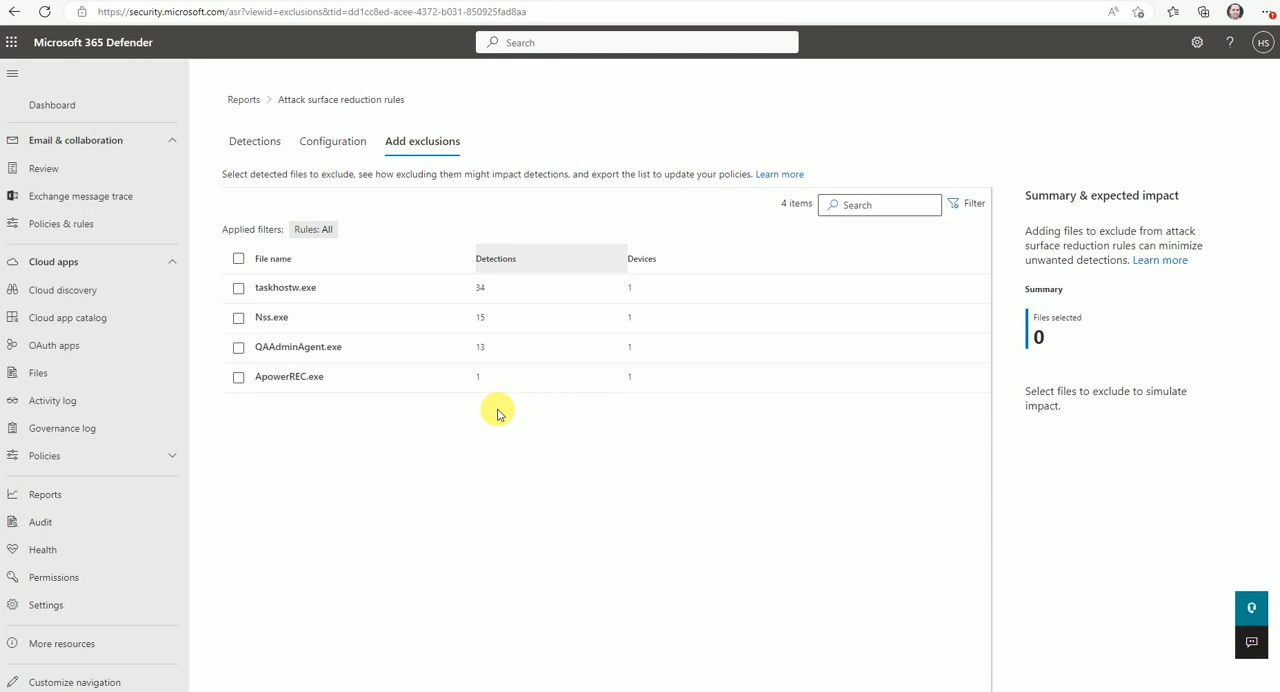 https://security.microsoft.com/asr?viewid=exclusions&tid=dd1cc8ed-acee-4372-b031-850925fad8aa
Microsoft 365 Defender
Search
HS
Dashboard
Email & collaboration
Review
Exchange message trace
Policies & rules
Cloud apps
Cloud discovery
Cloud app catalog
OAuth apps
Files
Activity log
Governance log
Policies
Reports
Audit
Health
Permissions
Settings
More resources
Customize navigation
Reports > Attack surface reduction rules
Detections Configuration Add exclusions
Select detected files to exclude, see how excluding them might impact detections, and export the list to update your policies. Learn more
4 items Search Filter
Applied filters: Rules: All
File name Detections Devices
taskhostw.exe 34 1
Nss.exe 15 1
QAAdminAgent.exe 13 1
ApowerREC.exe 1 1
Summary & expected impact
Adding files to exclude from attack
surface reduction rules can minimize
unwanted detections. Learn more
Summary
Files selected
0
Select files to exclude to simulate
impact.